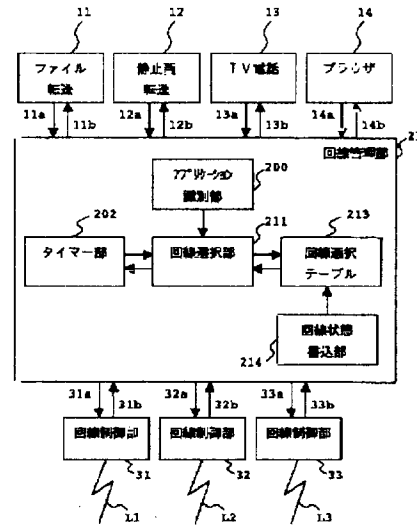 11
12
13
14
ファイル
転送
静止画
転送
TV電話
ブラウザ
11a
11b
12a
12b
13a
13b
14a
14b
回線管理部
200
アプリケーション
識別部
202
211
213
タイマー部
回線選択部
回線選択
テーブル
回線状態
書込部
214
31a
31b
32a
32b
33a
33b
回線制御部
回線制御部
回線制御部
31
32
33
L1
L2
L3